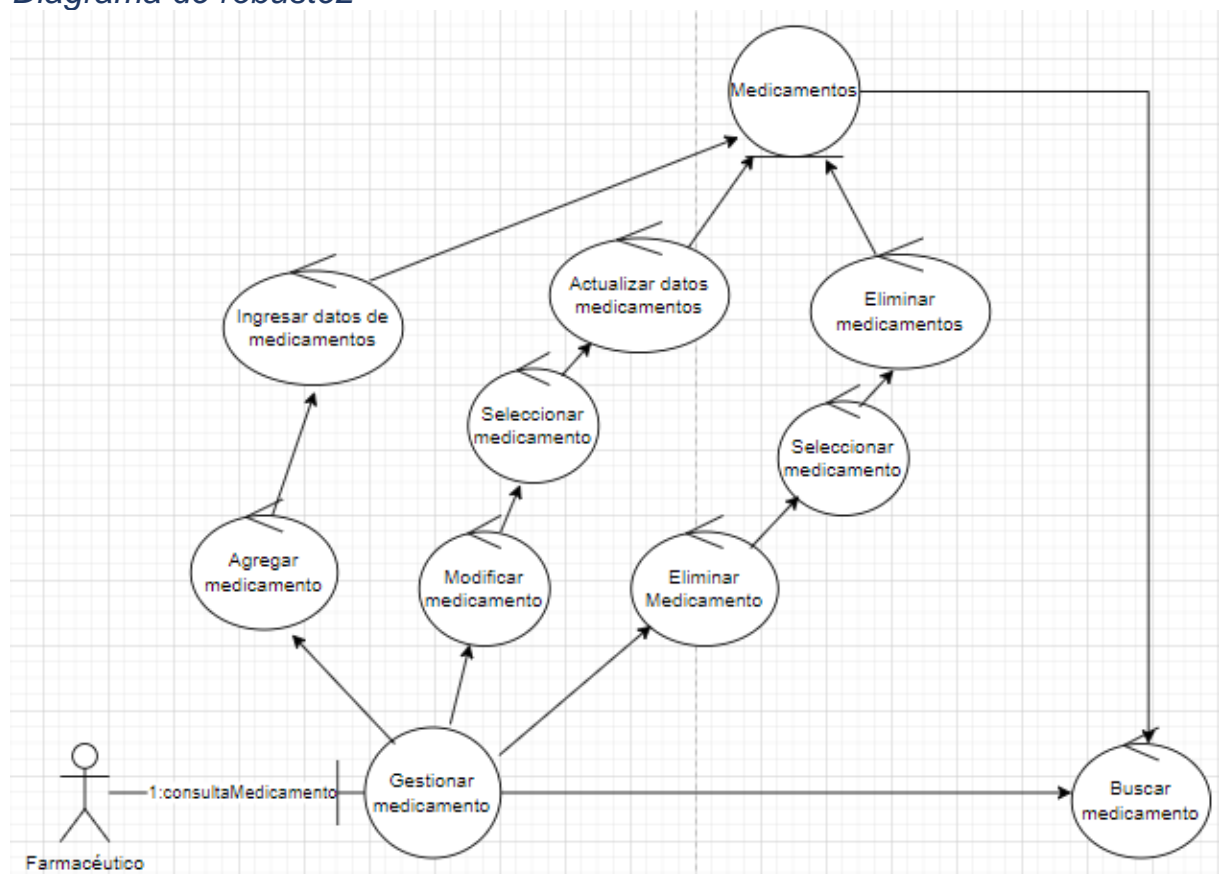 Diagrama de robustez
Medicamentos
Ingresar datos de
medicamentos
Actualizar datos
medicamentos
Eliminar
medicamentos
Seleccionar
medicamento
Seleccionar
medicamento
Agregar
medicamento
Modificar
medicamento
Eliminar
Medicamento
Gestionar
medicamento
1:consultaMedicamento
Buscar
medicamento
Farmacéutico